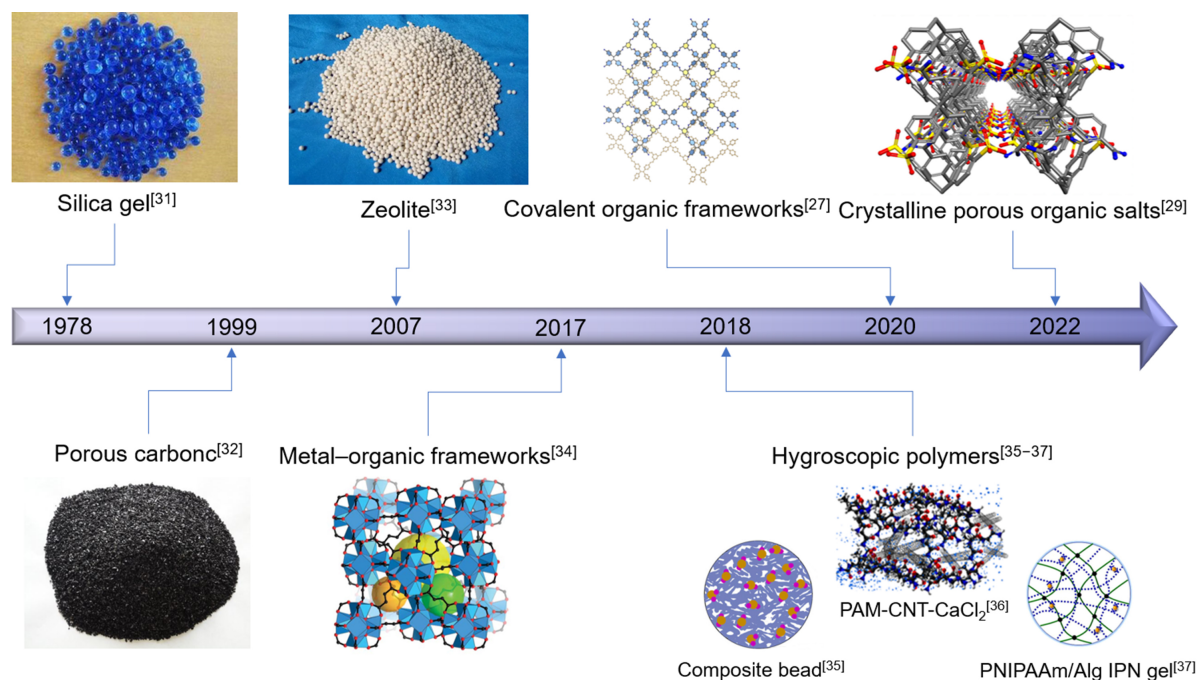 Silica gel[31]
Zeolite[33]
Covalent organic frameworks[27]
Crystalline porous organic salts[29]
1978
1999
2007
2017
2018
2020
2022
Porous carbonc[32]
Metal–organic frameworks[34]
Hygroscopic polymers[35−37]
PAM-CNT-CaCl2[36]
Composite bead[35]
PNIPAAm/Alg IPN gel[37]